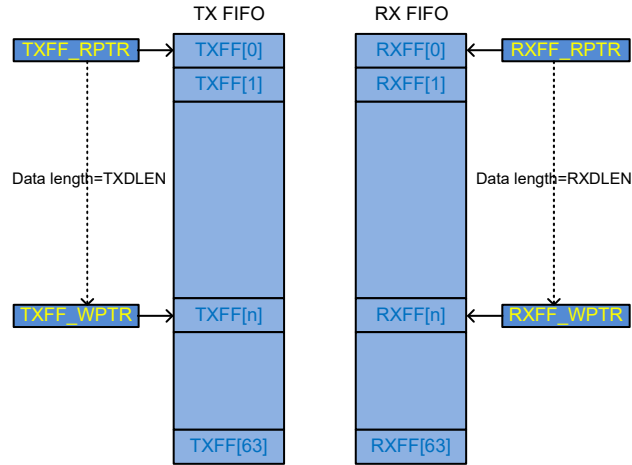 TX FIFO
RX FIFO
TXFF_RPTR
TXFF[0]
RXFF[0]
RXFF_RPTR
TXFF[1]
RXFF[1]
Data length=TXDLEN
Data length=RXDLEN
TXFF_WPTR
TXFF[n]
RXFF[n]
RXFF_WPTR
TXFF[63]
RXFF[63]